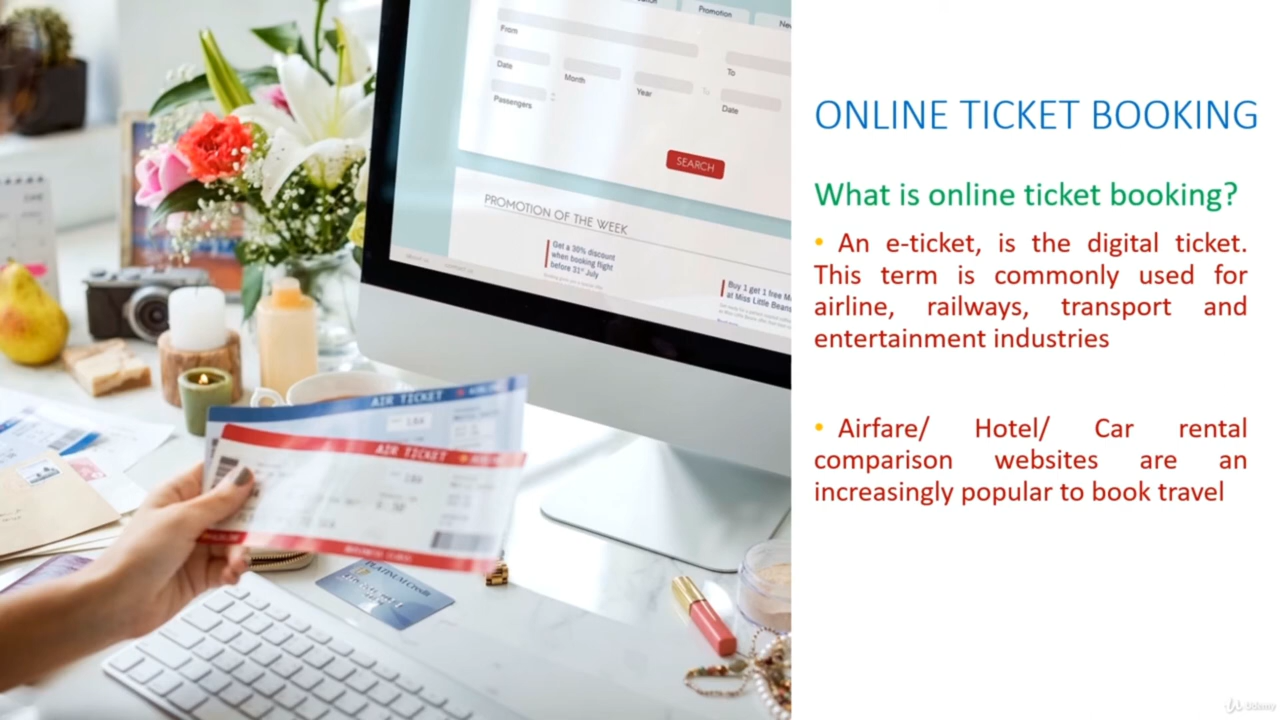 Promotion
From
To
Date
Month
Year
To
Date
Passengers
SEARCH
PROMOTION OF THE WEEK
Get a 30% discount
when booking flight
before 31st July
Buy 1 get 1 free
at Miss Little Beans
AIR TICKET
AIR TICKET
ONLINE TICKET BOOKING
What is online ticket booking?
• An e-ticket, is the digital ticket.
This term is commonly used for
airline, railways, transport and
entertainment industries
• Airfare/ Hotel/ Car rental
comparison websites are an
increasingly popular to book travel
Udemy